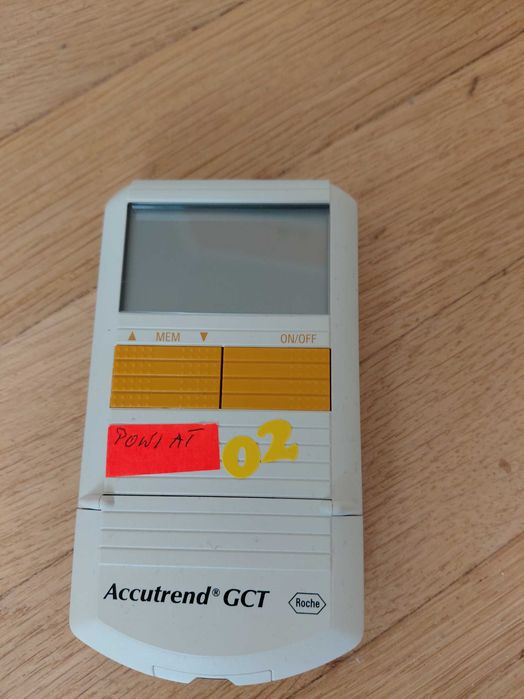 ▲ MEM ▼ ON/OFF
POWIAT
02
Accutrend® GCT Roche